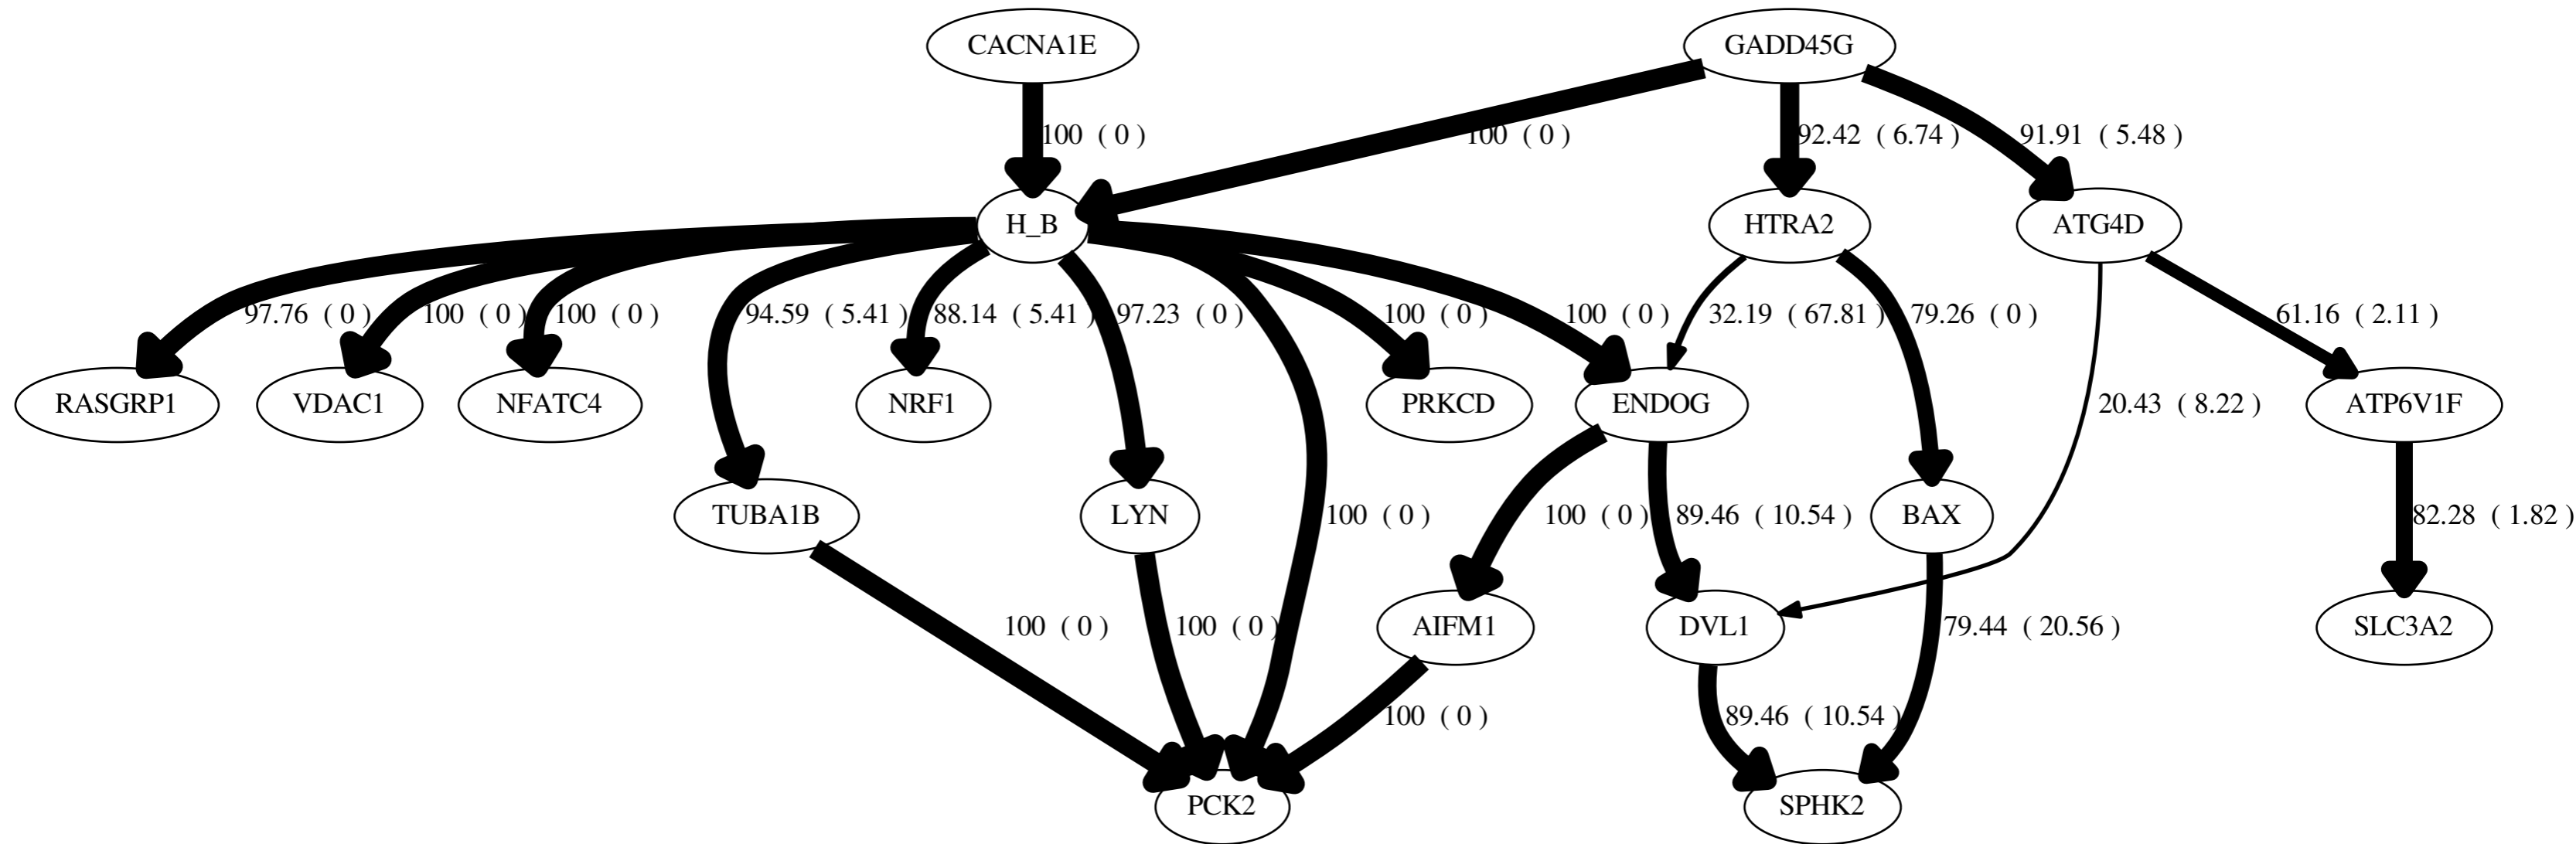 CACNA1E
GADD45G
100 ( 0 )
100 ( 0 )
92.42 ( 6.74 )
91.91 ( 5.48 )
H_B
HTRA2
ATG4D
97.76 ( 0 )
100 ( 0 )
100 ( 0 )
94.59 ( 5.41 )
88.14 ( 5.41 )
97.23 ( 0 )
100 ( 0 )
100 ( 0 )
32.19 ( 67.81 )
79.26 ( 0 )
61.16 ( 2.11 )
RASGRP1
VDAC1
NFATC4
NRF1
PRKCD
ENDOG
20.43 ( 8.22 )
ATP6V1F
TUBA1B
LYN
100 ( 0 )
100 ( 0 )
89.46 ( 10.54 )
BAX
82.28 ( 1.82 )
100 ( 0 )
100 ( 0 )
AIFM1
DVL1
79.44 ( 20.56 )
SLC3A2
100 ( 0 )
89.46 ( 10.54 )
PCK2
SPHK2